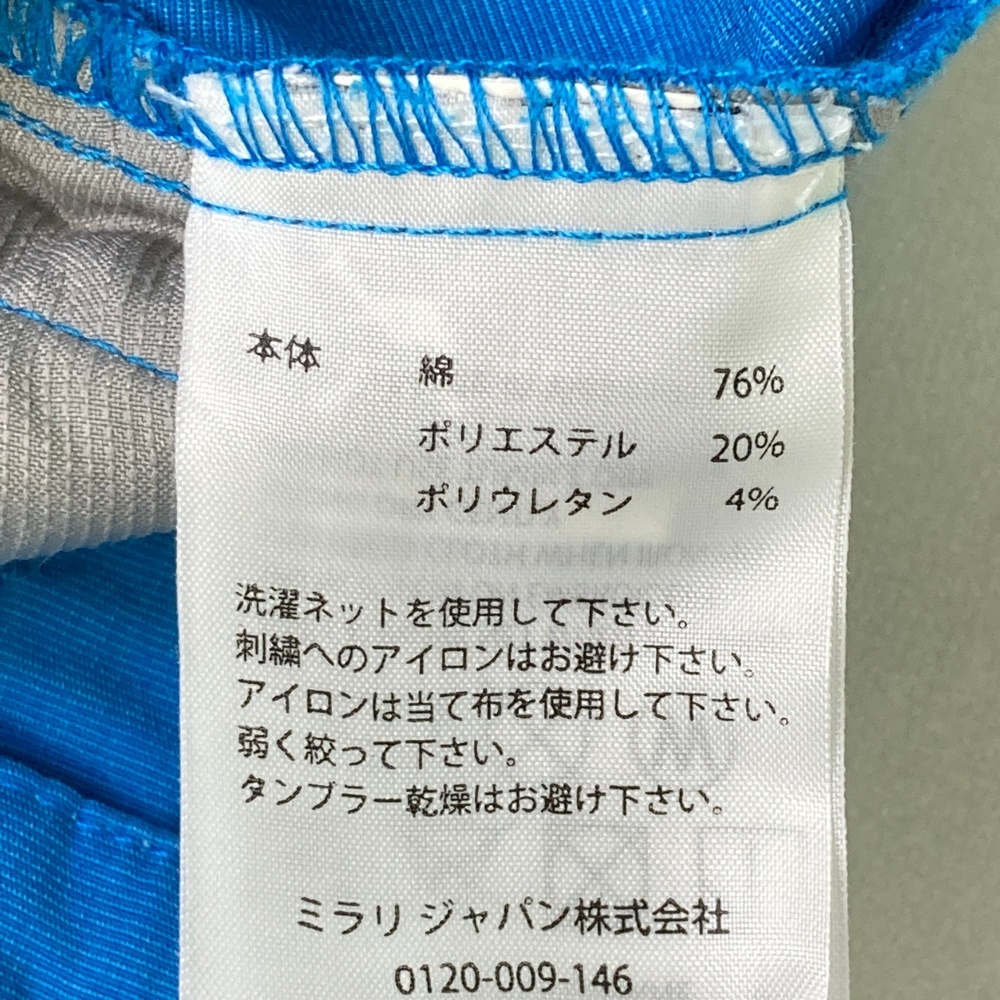 本体 綿 76%
ポリエステル 20%
ポリウレタン 4%
洗濯ネットを使用して下さい。
刺繍へのアイロンはお避け下さい。
アイロンは当て布を使用して下さい。
弱く絞って下さい。
タンブラー乾燥はお避け下さい。
ミラリ ジャパン株式会社
0120-009-146